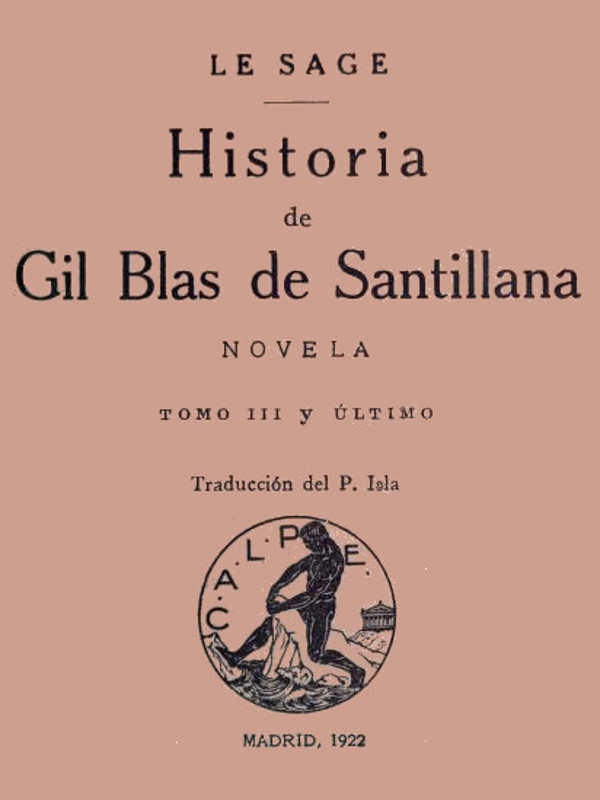 LE SAGE
Historia
de
Gil Blas de Santillana
NOVELA
TOMO III y ÚLTIMO
Traducción del P. Isla
C.A.L.P.E.
MADRID, 1922